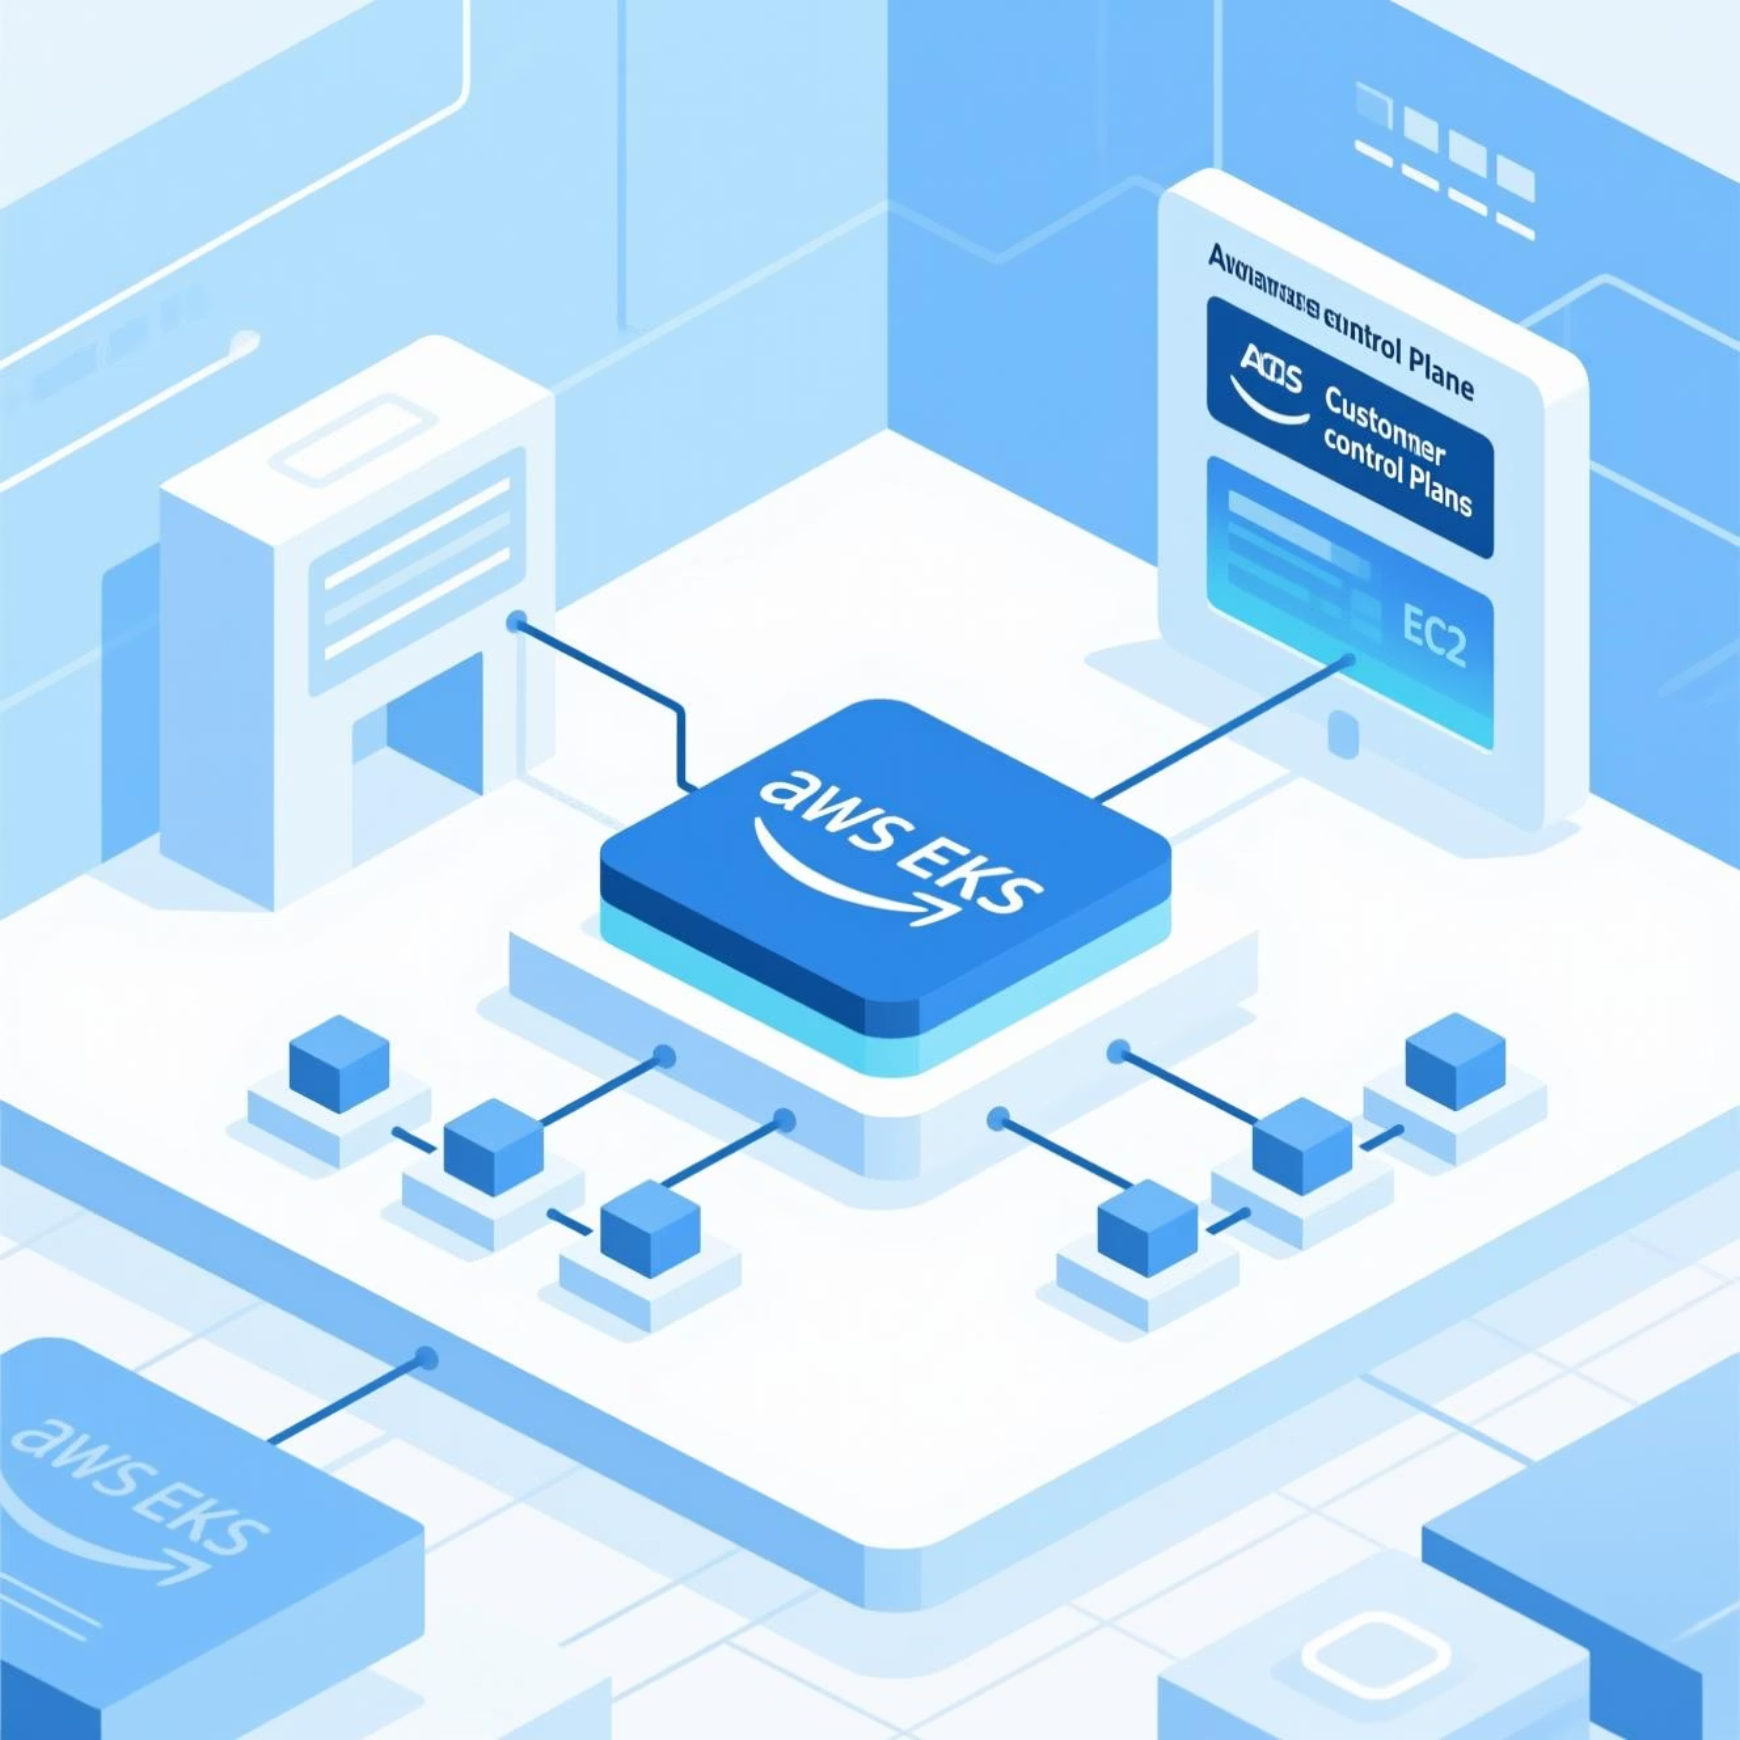 control Plane
Customer
control Plans
EC2
aws EKS
aws EKS